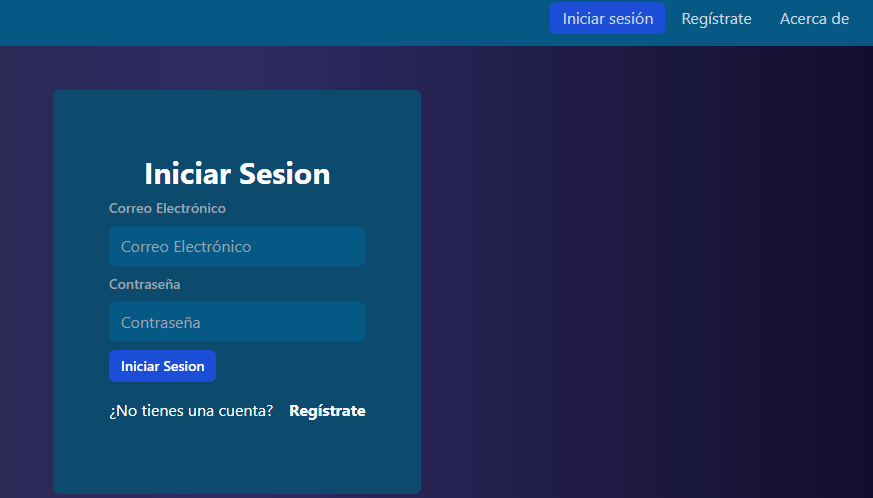 Iniciar sesión Regístrate Acerca de
Iniciar Sesion
Correo Electrónico
Correo Electrónico
Contraseña
Contraseña
Iniciar Sesion
¿No tienes una cuenta? Regístrate